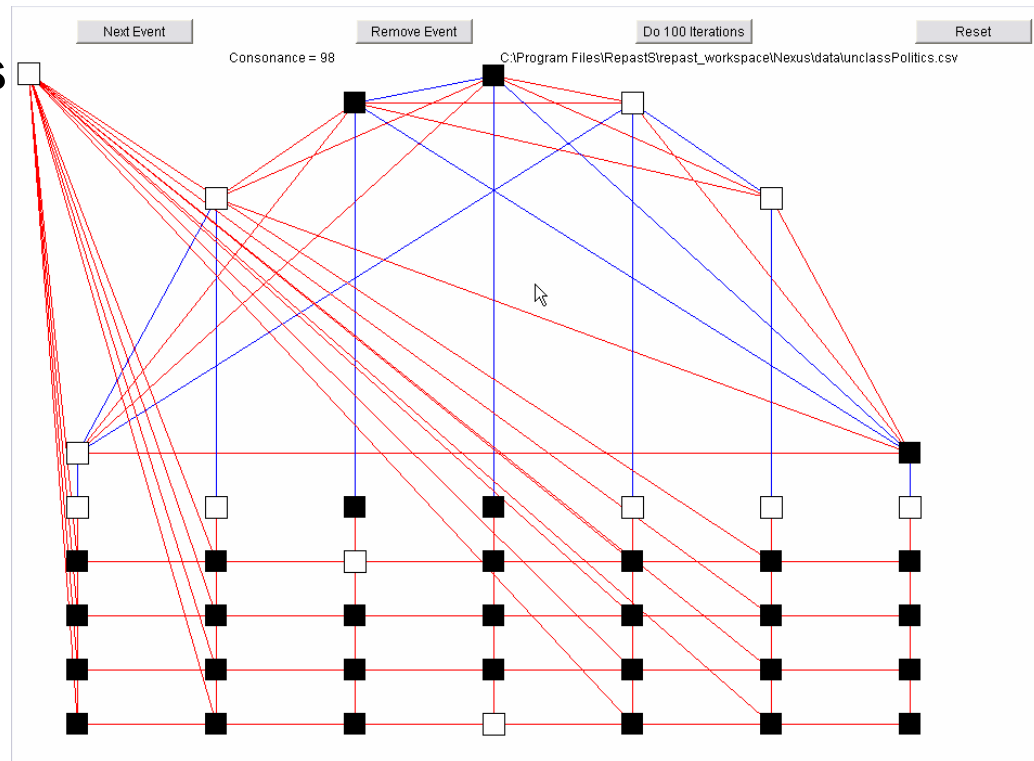 Next Event
Remove Event
Do 100 Iterations
Reset
Consonance = 98
C:\Program Files\RepastS\repast_workspace\Nexus\data\unclassPolitics.csv
s